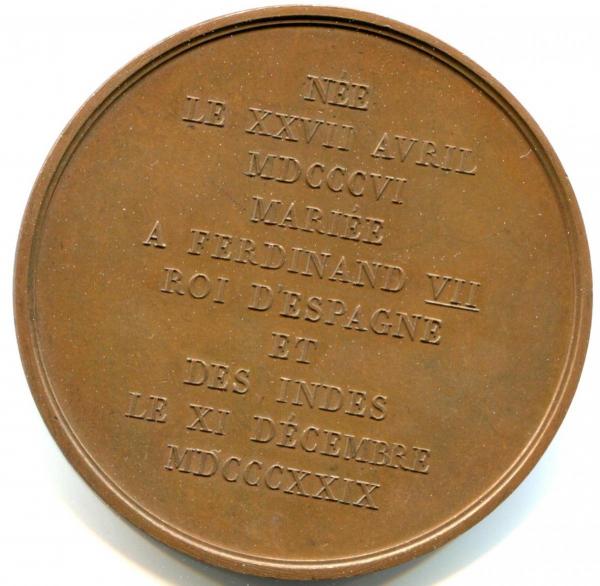 NÉE
LE XXVII AVRIL
MDCCCVI
MARIÉE
A FERDINAND VII
ROI D'ESPAGNE
ET
DES INDES
LE XI DÉCEMBRE
MDCCCXXIX